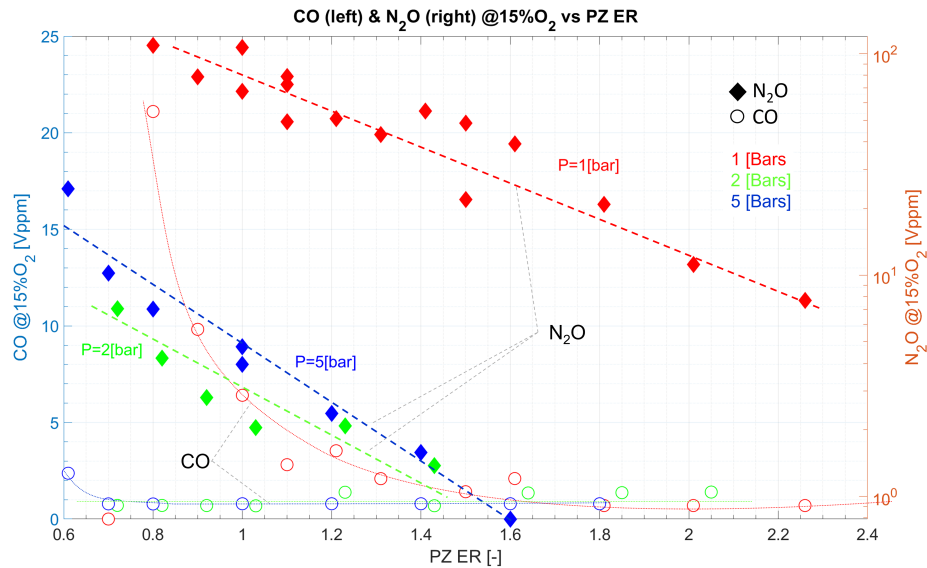 CO (left) & N₂O (right) @15%O₂ vs PZ ER
25
20
15
10
5
0
CO @15%O₂ [Vppm]
10²
10¹
10⁰
N₂O @15%O₂ [Vppm]
N₂O
CO
1 [Bars
2 [Bars]
5 [Bars]
P=1[bar]
P=2[bar]
P=5[bar]
N₂O
CO
0.6 0.8 1 1.2 1.4 1.6 1.8 2 2.2 2.4
PZ ER [-]